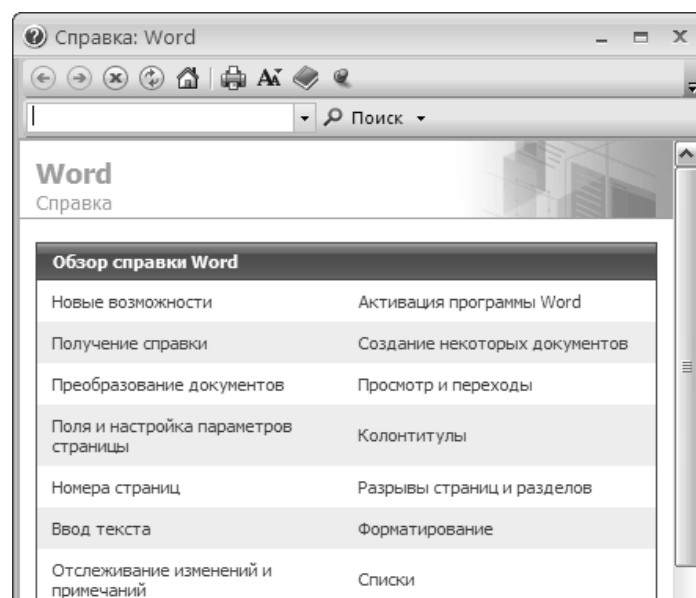 Справка: Word
Поиск
Word
Справка
Обзор справки Word
Новые возможности
Активация программы Word
Получение справки
Создание некоторых документов
Преобразование документов
Просмотр и переходы
Поля и настройка параметров
страницы
Колонтитулы
Номера страниц
Разрывы страниц и разделов
Ввод текста
Форматирование
Отслеживание изменений и
примечаний
Списки